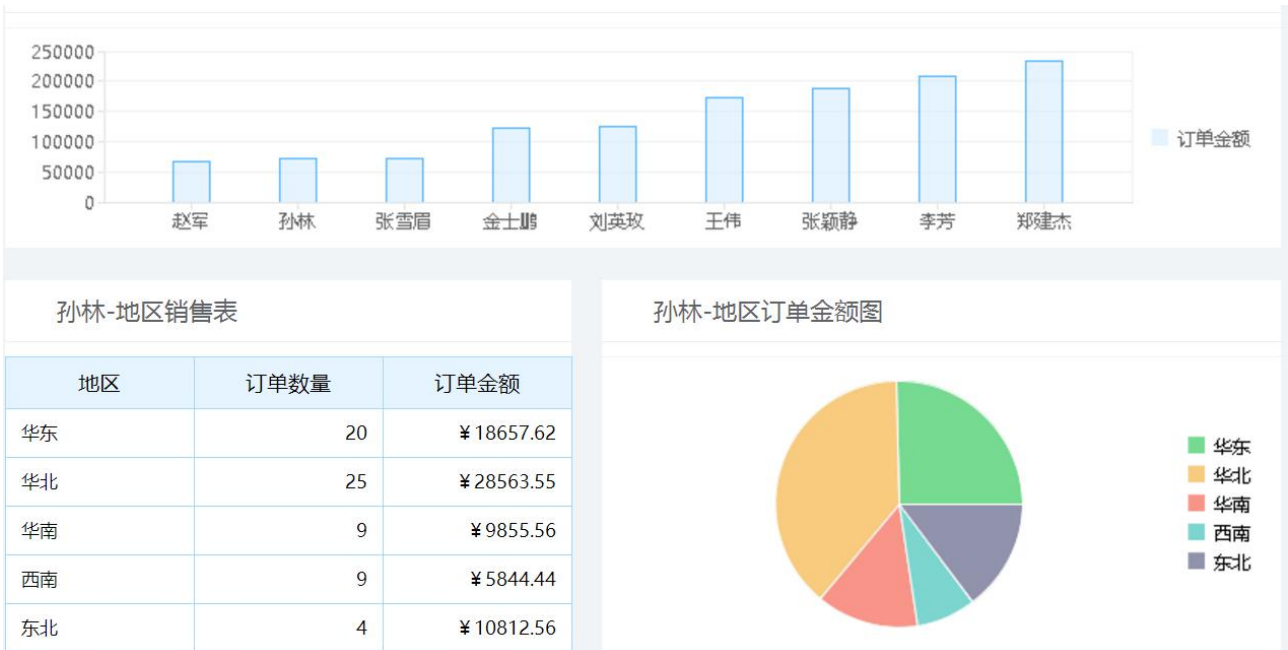 250000
200000
150000
100000
50000
0
赵军 孙林 张雪眉 金士鹏 刘英玫 王伟 张颖静 李芳 郑建杰
订单金额
孙林-地区销售表
地区 订单数量 订单金额
华东 20 ¥18657.62
华北 25 ¥28563.55
华南 9 ¥9855.56
西南 9 ¥5844.44
东北 4 ¥10812.56
孙林-地区订单金额图
华东
华北
华南
西南
东北